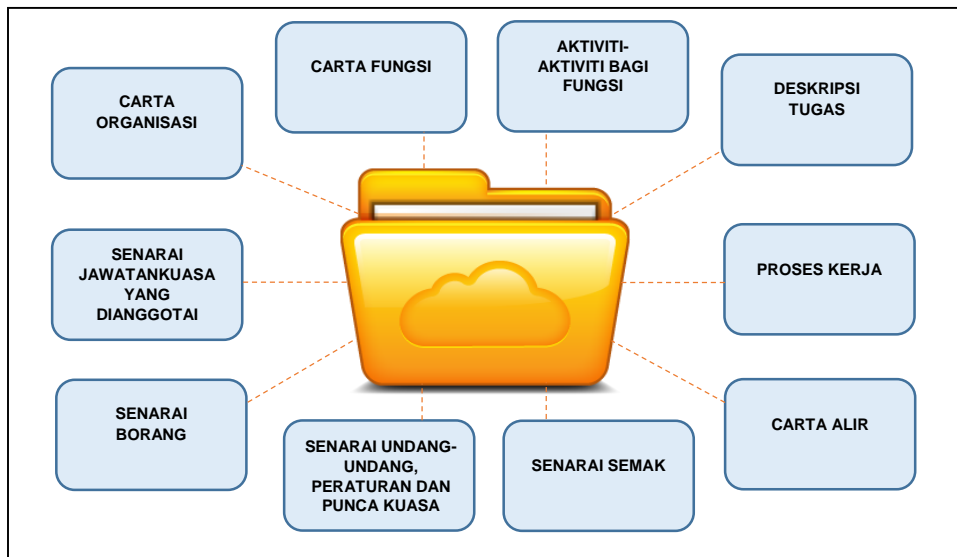 CARTA
ORGANISASI
CARTA FUNGSI
AKTIVITI-
AKTIVITI BAGI
FUNGSI
DESKRIPSI
TUGAS
PROSES KERJA
CARTA ALIR
SENARAI SEMAK
SENARAI UNDANG-
UNDANG,
PERATURAN DAN
PUNCA KUASA
SENARAI
BORANG
SENARAI
JAWATANKUASA
YANG
DIANGGOTAI